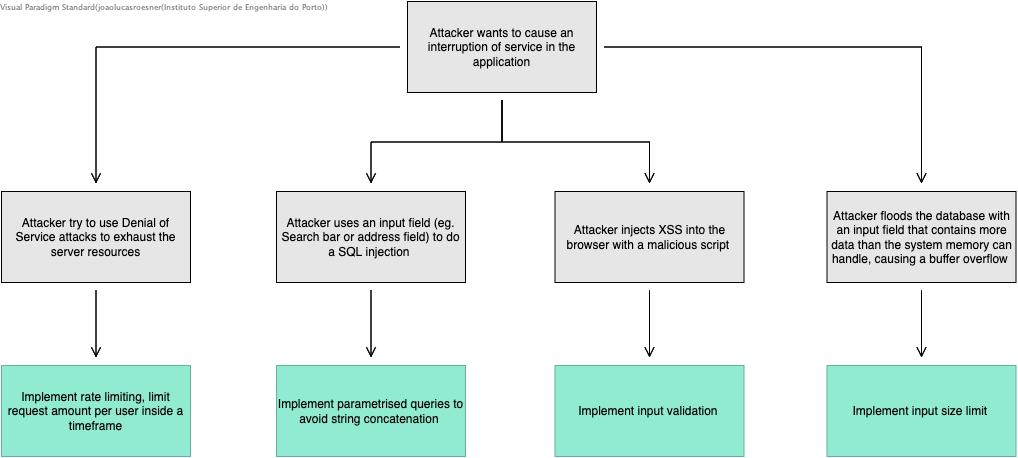 Visual Paradigm Standard(joaolucasroesner(Instituto Superior de Engenharia do Porto))
Attacker wants to cause an
interruption of service in the
application
Attacker try to use Denial of
Service attacks to exhaust the
server resources
Attacker uses an input field (eg.
Search bar or address field) to do
a SQL injection
Attacker injects XSS into the
browser with a malicious script
Attacker floods the database with
an input field that contains more
data than the system memory can
handle, causing a buffer overflow
Implement rate limiting, limit
request amount per user inside a
timeframe
Implement parametrised queries to
avoid string concatenation
Implement input validation
Implement input size limit